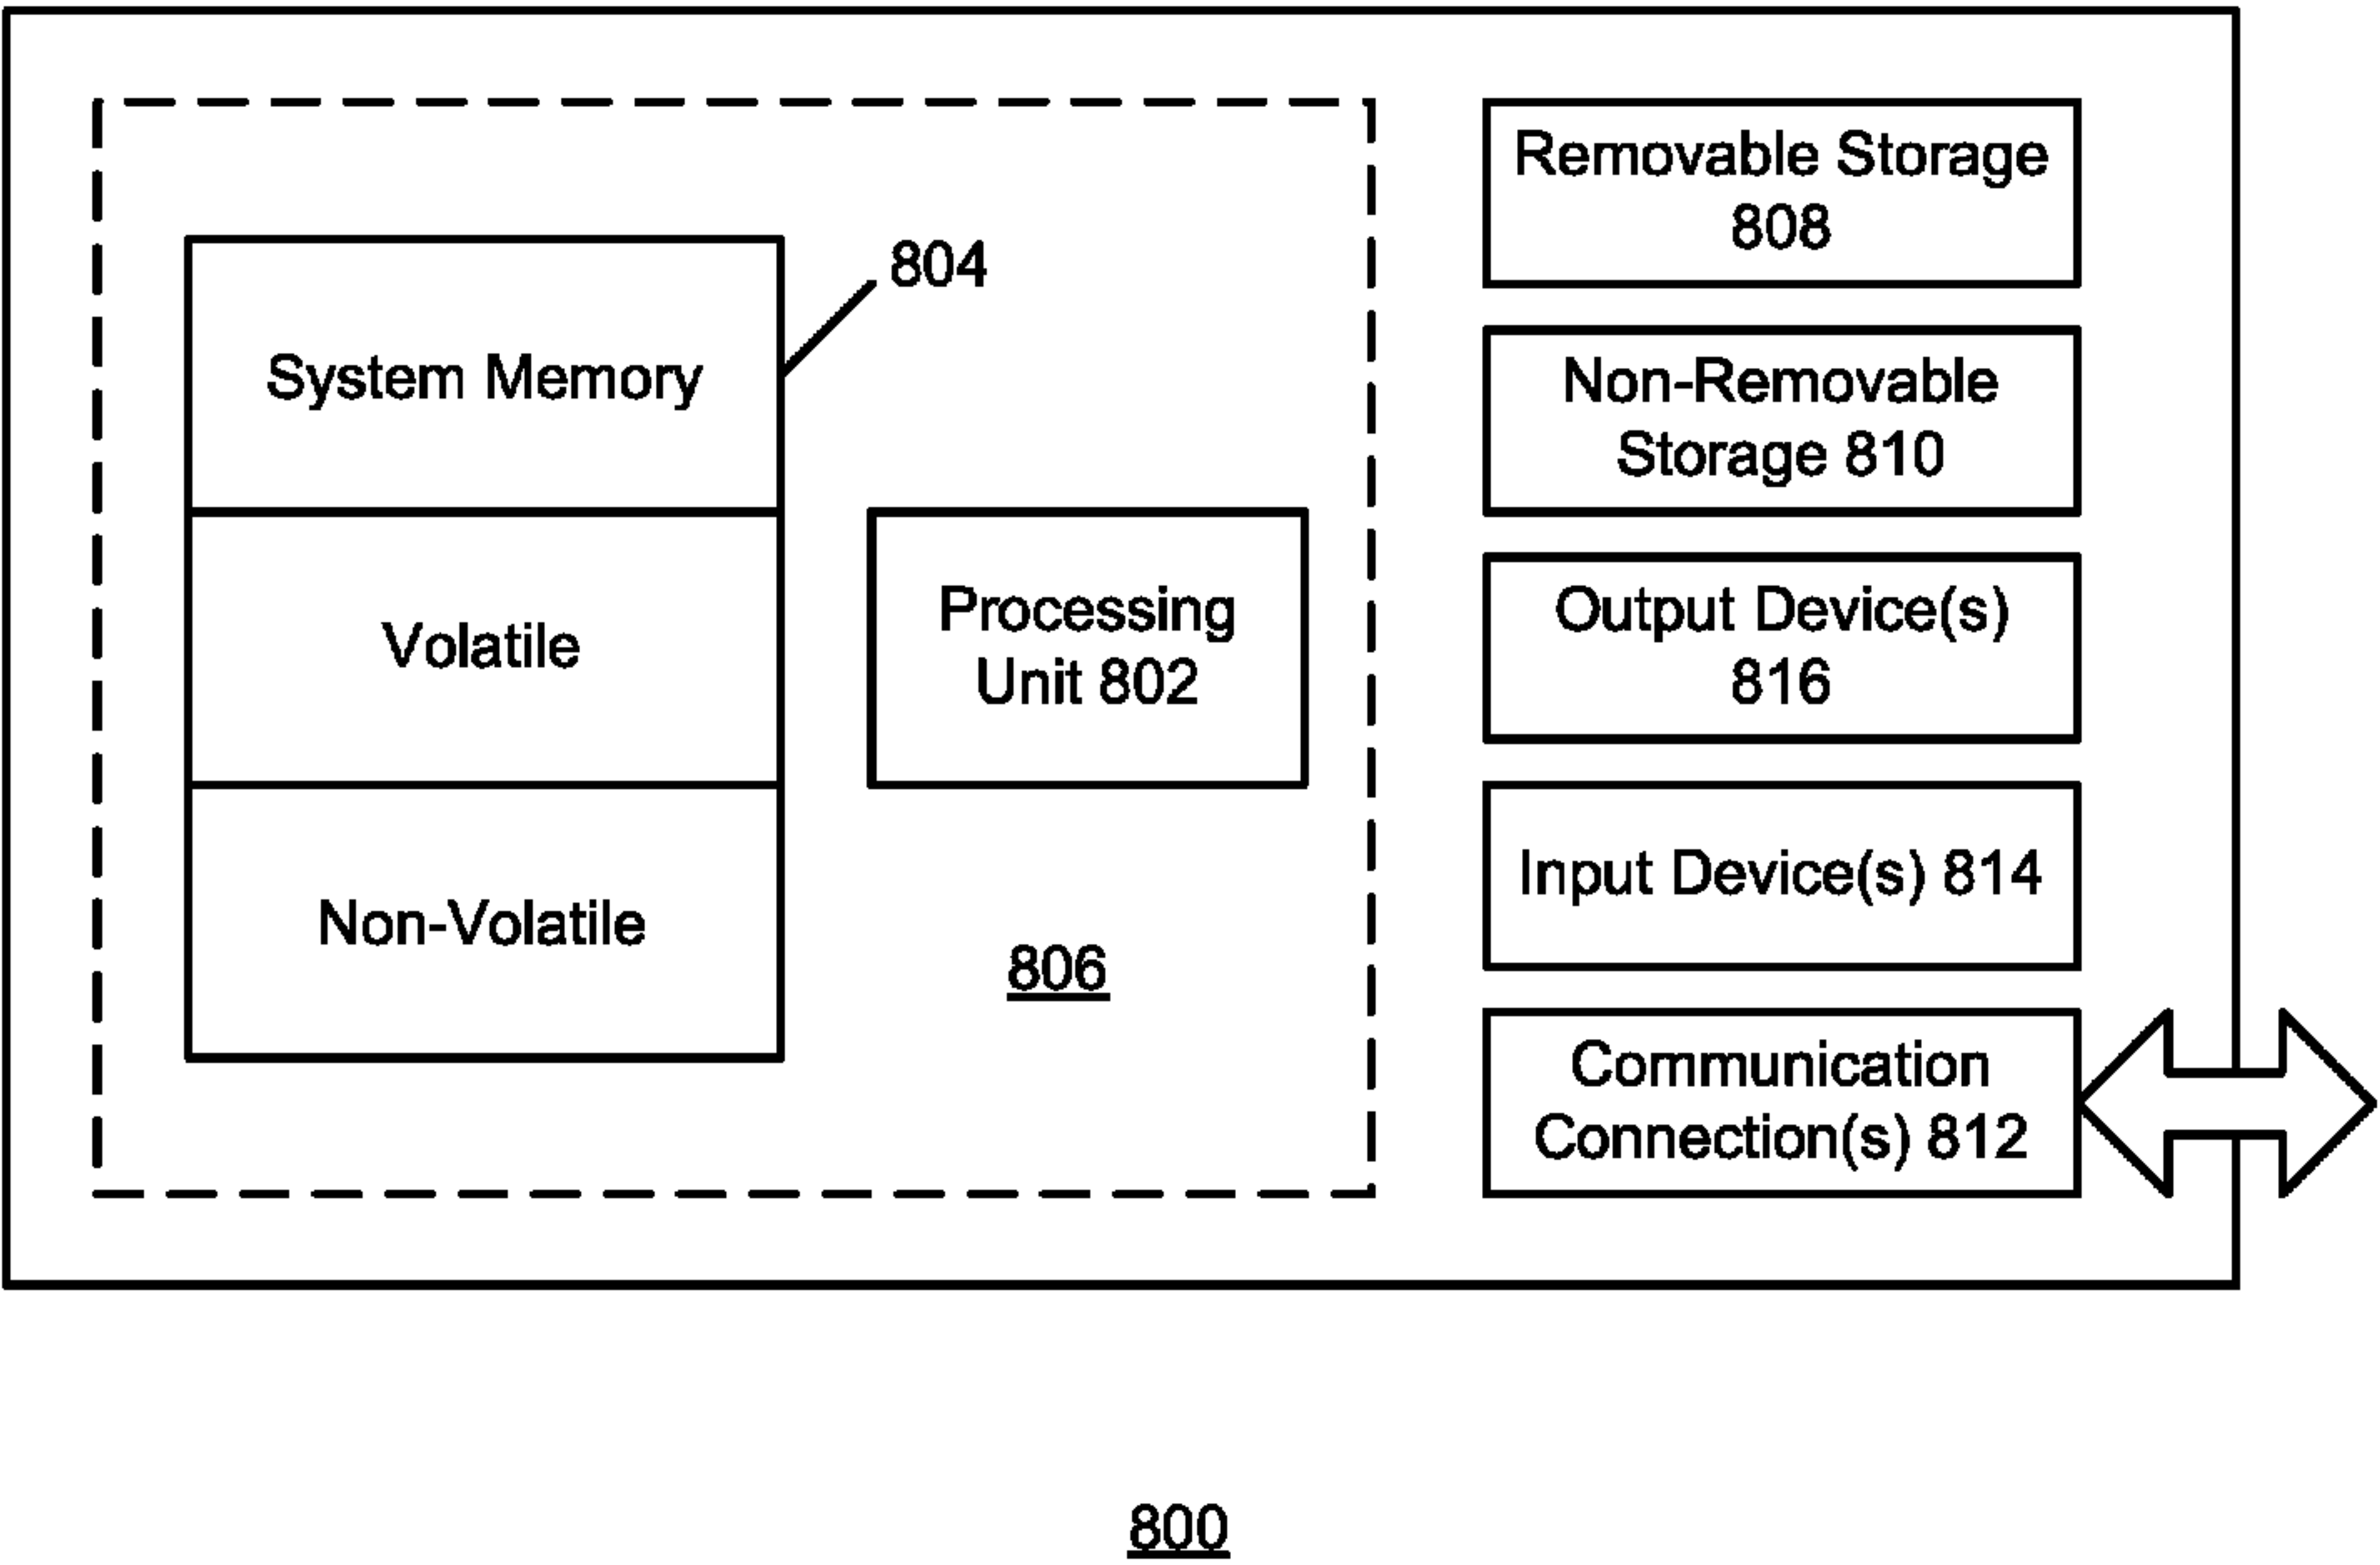 804
System Memory
Volatile
Non-Volatile
Processing
Unit 802
806
Removable Storage
808
Non-Removable
Storage 810
Output Device(s)
816
Input Device(s) 814
Communication
Connection(s) 812
800